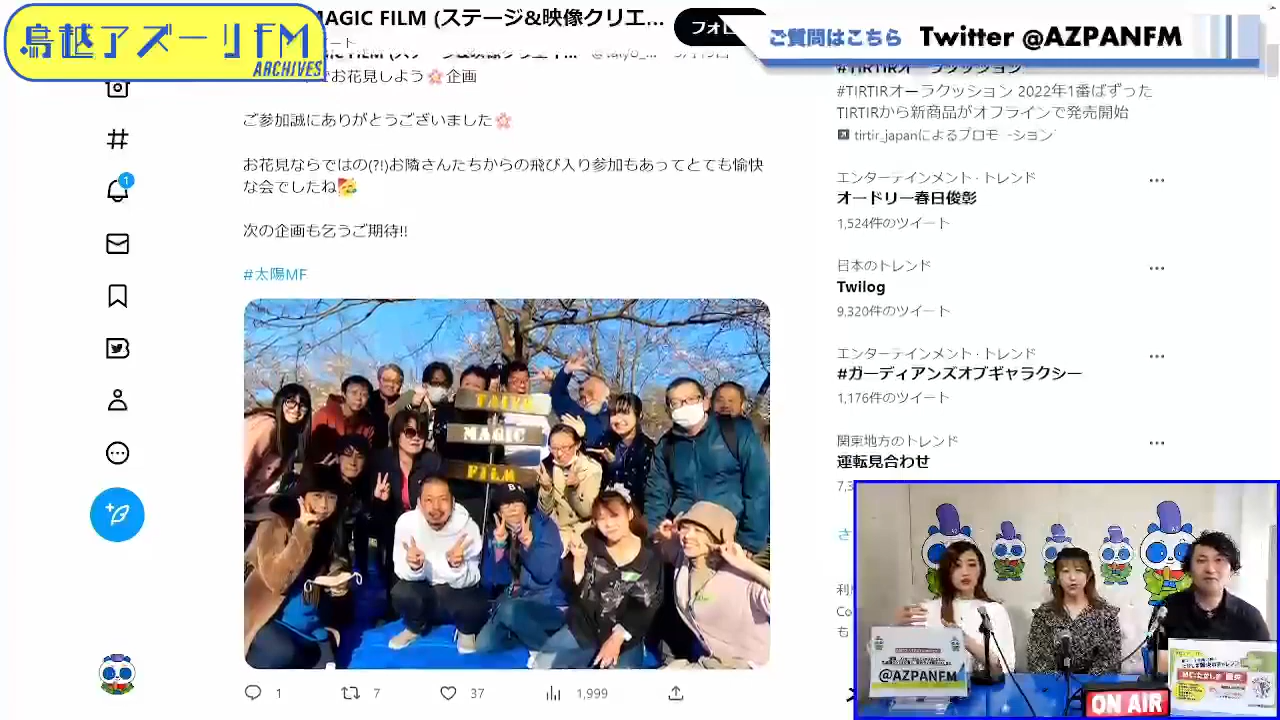 鳥越アズーリFM
ARCHIVES
MAGIC FILM (ステージ&映像クリエ...
フォロ
ご質問はこちら Twitter @AZPANFM
お花見しよう🌸企画
ご参加誠にありがとうございました🌸
お花見ならではの(?!)お隣さんたちからの飛び入り参加もあってとても愉快
な会でしたね🥳
次の企画も乞うご期待!!
#太陽MF
TAIYO
MAGIC
FILM
1
7
37
1,999
#TIRTIRオーラクッション
#TIRTIRオーラクッション 2022年1番ばずった
TIRTIRから新商品がオフラインで発売開始
tirtir_japanによるプロモーション
エンターテインメント・トレンド
オードリー春日俊彰
1,524件のツイート
日本のトレンド
Twilog
9,320件のツイート
エンターテインメント・トレンド
#ガーディアンズオブギャラクシー
1,176件のツイート
関東地方のトレンド
運転見合わせ
7,3
さ
利用
Co
も
1
@AZPANFM
ON AIR